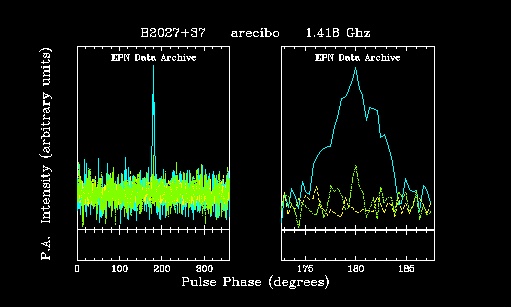 B2027+37 arecibo 1.418 Ghz
EPN Data Archive EPN Data Archive
P.A. Intensity (arbitrary units)
0 100 200 300 175 180 185
Pulse Phase (degrees)